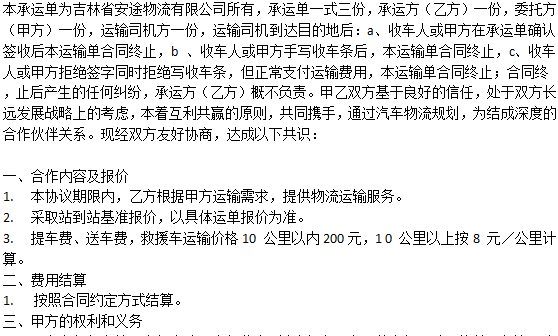 本承运单为吉林省安途物流有限公司所有，承运单一式三份，承运方（乙方）一份，委托方
（甲方）一份，运输司机方一份，运输司机到达目的地后：a、收车人或甲方在承运单确认
签收后本运输单合同终止，b 、收车人或甲方手写收车条后，本运输单合同终止，c、收车
人或甲方拒绝签字同时拒绝写收车条，但正常支付运输费用，本运输单合同终止；合同终
，止后产生的任何纠纷，承运方（乙方）概不负责。甲乙双方基于良好的信任，处于双方长
远发展战略上的考虑，本着互利共赢的原则，共同携手，通过汽车物流规划，为结成深度的
合作伙伴关系。现经双方友好协商，达成以下共识：
一、合作内容及报价
1. 本协议期限内，乙方根据甲方运输需求，提供物流运输服务。
2. 采取站到站基准报价，以具体运单报价为准。
3. 提车费、送车费，救援车运输价格 10 公里以内 200 元，1 0 公里以上按 8 元／公里计
算。
二、费用结算
1. 按照合同约定方式结算。
三、甲方的权利和义务